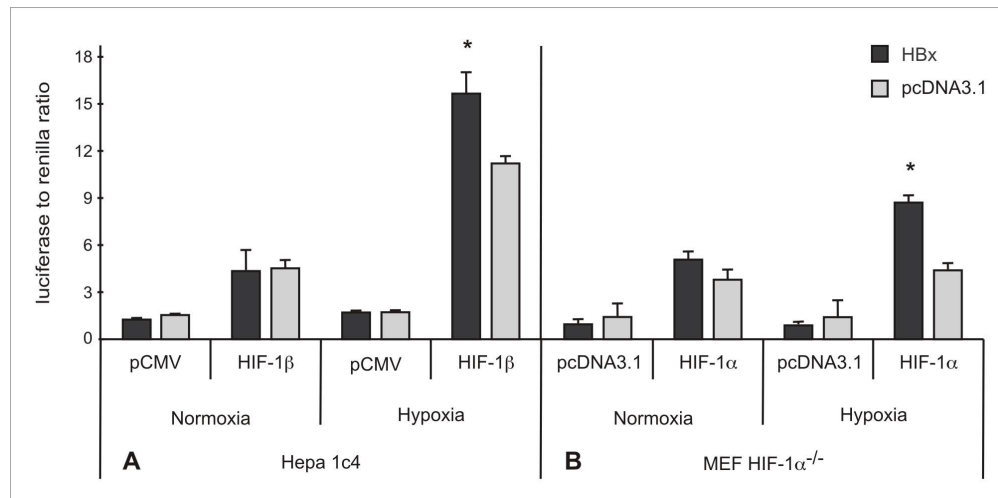 luciferase to renilla ratio
18
15
12
9
6
3
0
*
*
HBx
pcDNA3.1
pCMV HIF-1β pCMV HIF-1β pcDNA3.1 HIF-1α pcDNA3.1 HIF-1α
Normoxia Hypoxia Normoxia Hypoxia
A Hepa 1c4 B MEF HIF-1α-/-